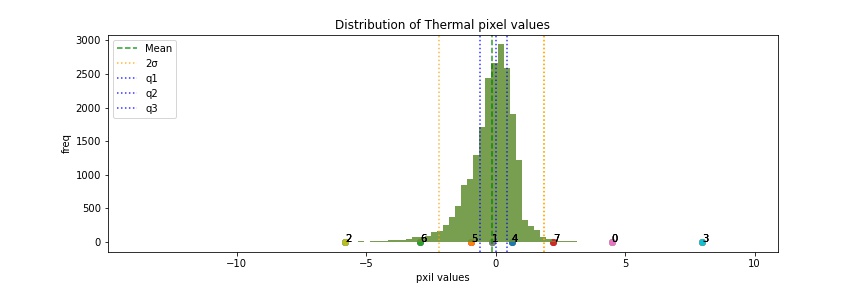 Distribution of Thermal pixel values
3000
2500
2000
1500
1000
500
0
freq
Mean
2σ
q1
q2
q3
2 6 5 1 4 7 0 3
−10 −5 0 5 10
pxil values